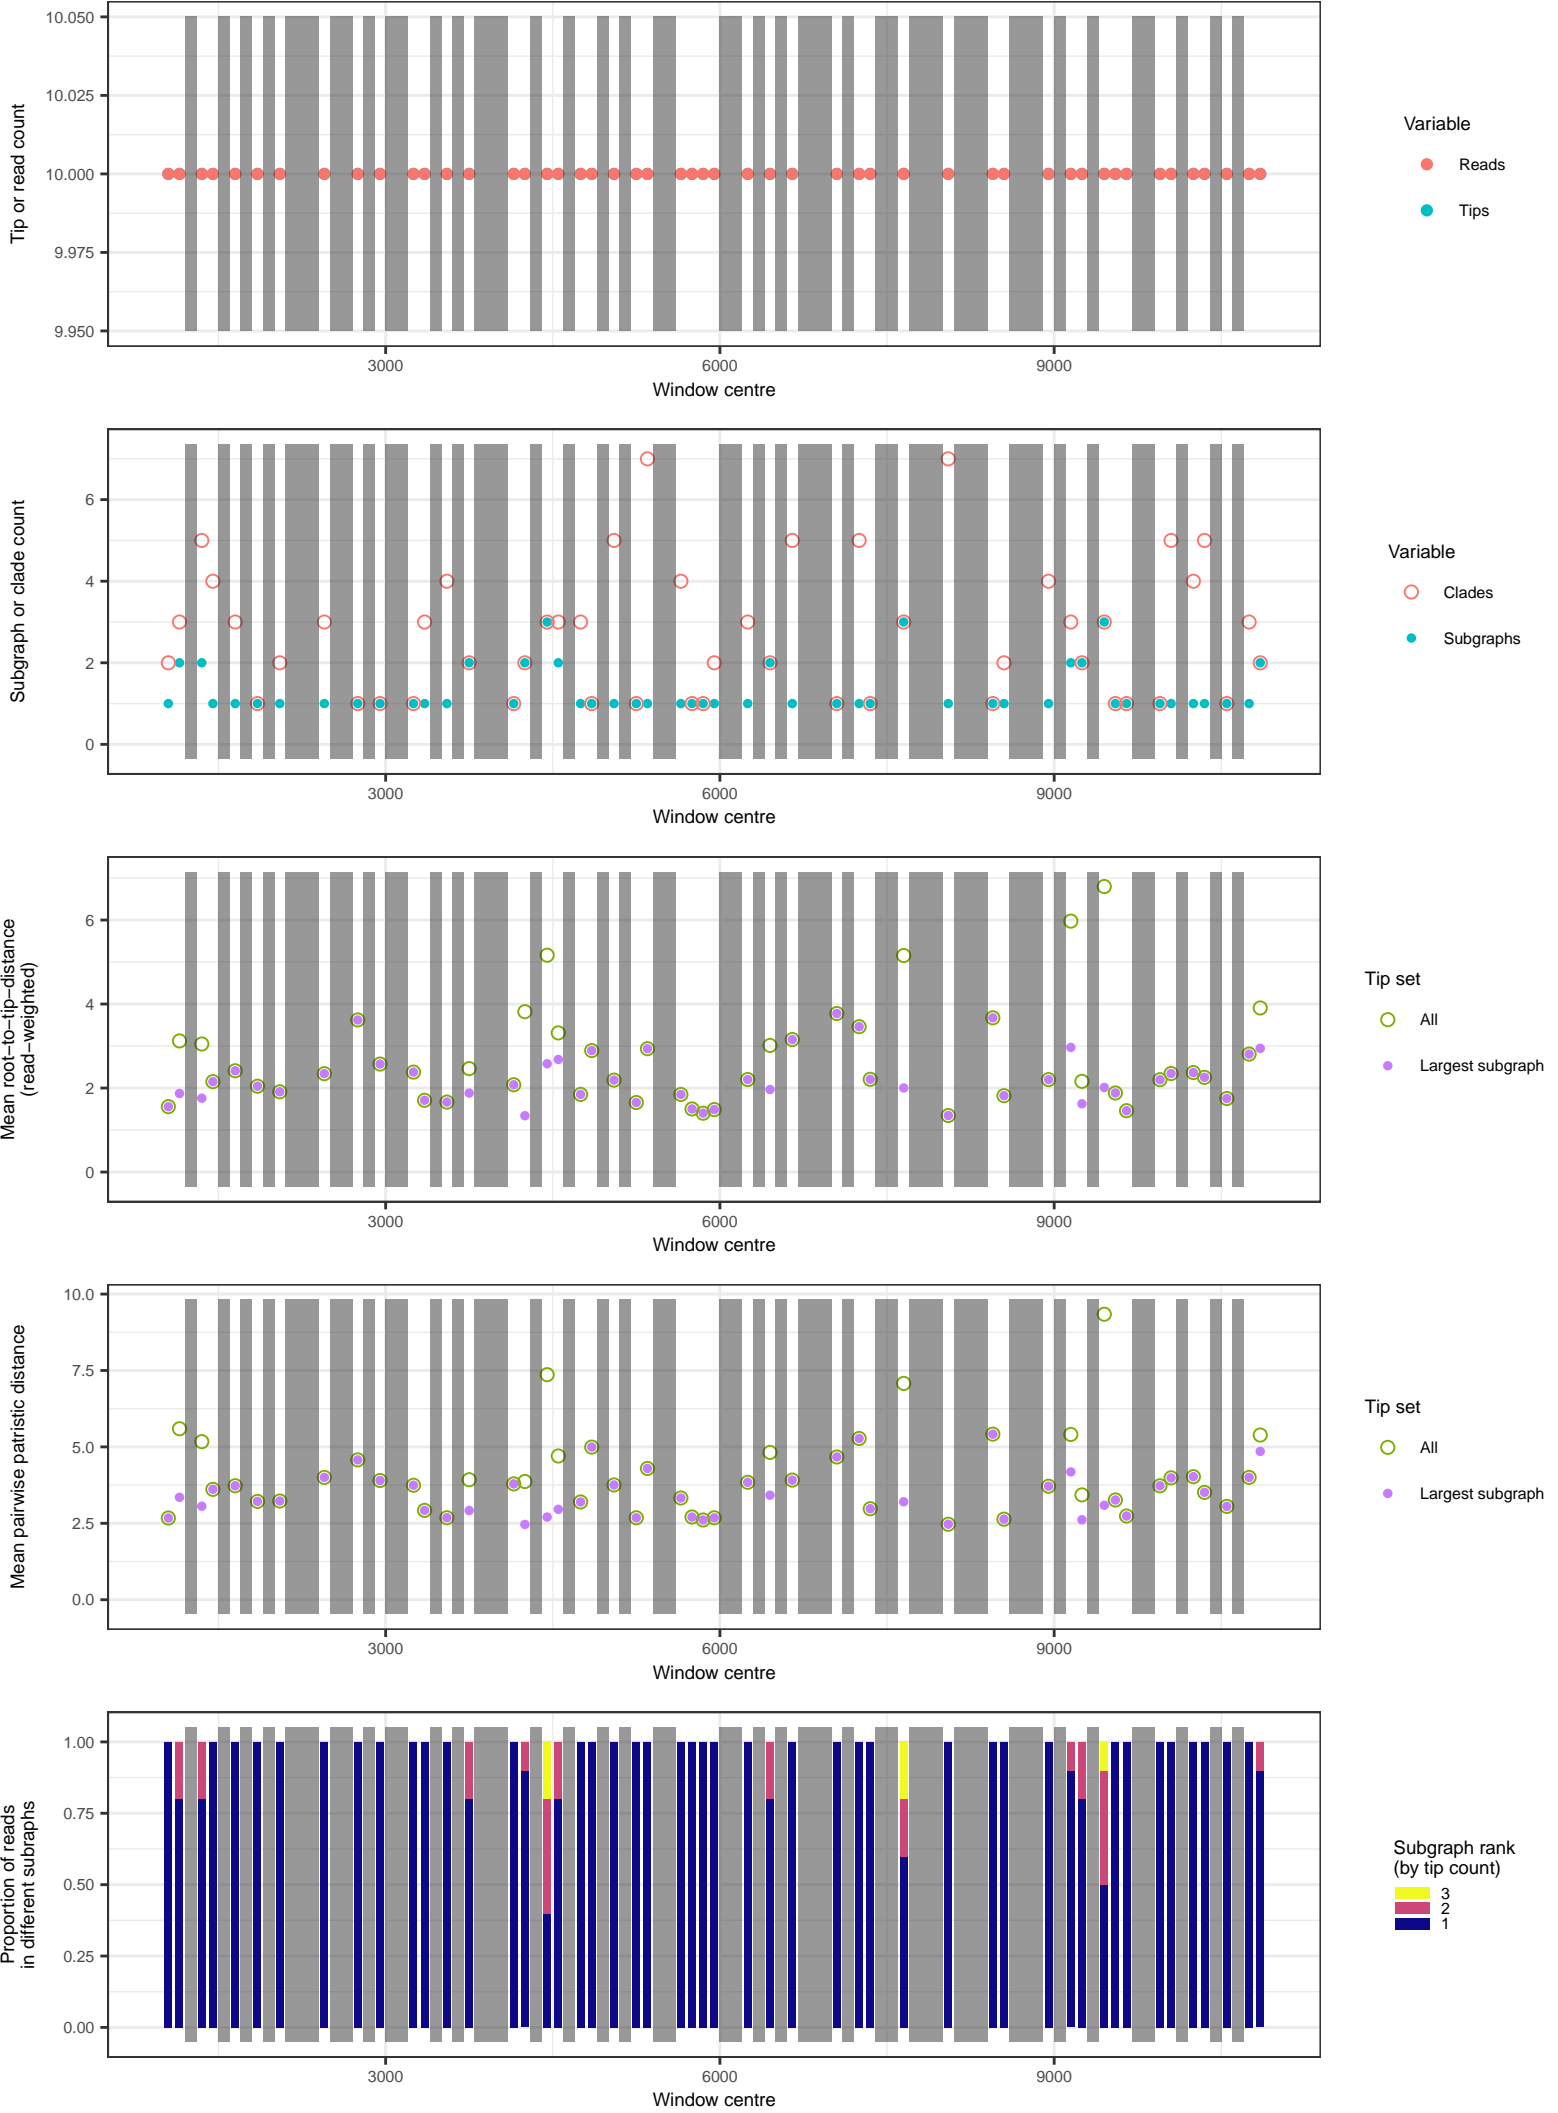 10.050
10.025
10.000
9.975
9.950
Tip or read count
3000
6000
9000
Window centre
Variable
Reads
Tips
6
4
2
0
Subgraph or clade count
3000
6000
9000
Window centre
Variable
Clades
Subgraphs
6
4
2
0
Mean root−to−tip−distance
(read−weighted)
3000
6000
9000
Window centre
Tip set
All
Largest subgraph
10.0
7.5
5.0
2.5
0.0
Mean pairwise patristic distance
3000
6000
9000
Window centre
Tip set
All
Largest subgraph
1.00
0.75
0.50
0.25
0.00
Proportion of reads
in different subraphs
3000
6000
9000
Window centre
Subgraph rank
(by tip count)
3
2
1